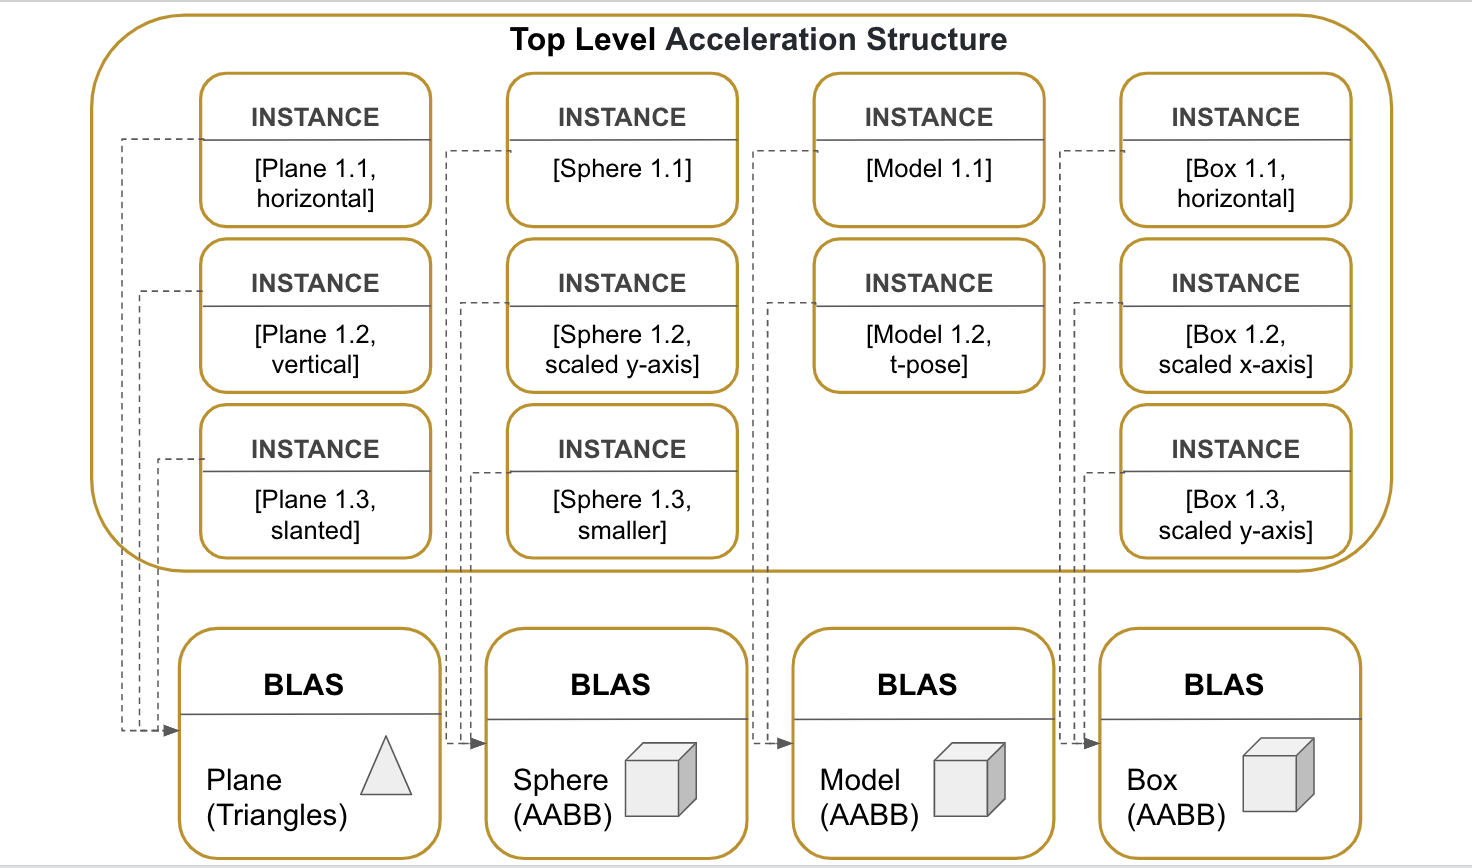 Top Level Acceleration Structure
INSTANCE
[Plane 1.1,
horizontal]
INSTANCE
[Sphere 1.1]
INSTANCE
[Model 1.1]
INSTANCE
[Box 1.1,
horizontal]
INSTANCE
[Plane 1.2,
vertical]
INSTANCE
[Sphere 1.2,
scaled y-axis]
INSTANCE
[Model 1.2,
t-pose]
INSTANCE
[Box 1.2,
scaled x-axis]
INSTANCE
[Plane 1.3,
slanted]
INSTANCE
[Sphere 1.3,
smaller]
INSTANCE
[Box 1.3,
scaled y-axis]
BLAS
Plane
(Triangles)
BLAS
Sphere
(AABB)
BLAS
Model
(AABB)
BLAS
Box
(AABB)